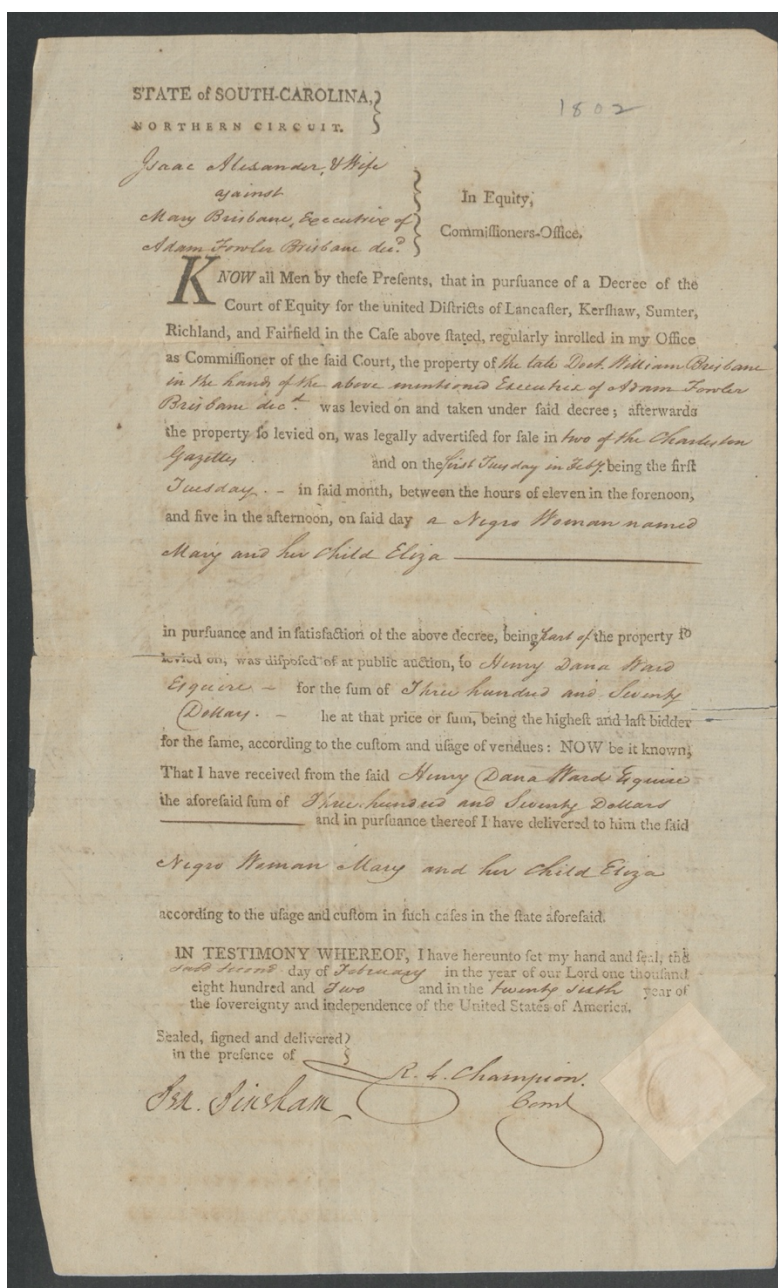 STATE of SOUTH-CAROLINA,
1802
NORTHERN CIRCUIT.
Isaac Alexander, & Wife
against
Mary Brisbane, Executrix of
Adam Fowler Brisbane decd.
In Equity,
Commiſſioners-Office.
KNOW all Men by theſe Preſents, that in purſuance of a Decree of the
Court of Equity for the united Diſtricts of Lancaſter, Kerſhaw, Sumter,
Richland, and Fairfield in the Caſe above ſtated, regularly inrolled in my Office
as Commiſſioner of the ſaid Court, the property of the late Doct. William Brisbane
in the hands of the above mentioned Executrix of Adam Fowler
Brisbane decd. was levied on and taken under ſaid decree; afterwards
the property ſo levied on, was legally advertiſed for ſale in two of the Charleston
Gazettes and on the first Tuesday in Feby. being the firſt
Tuesday. - in ſaid month, between the hours of eleven in the forenoon,
and five in the afternoon, on ſaid day a Negro Woman named
Mary and her Child Eliza
in purſuance and in ſatisfaction of the above decree, being part of the property ſo
levied on, was diſpoſed of at public auction, to Henry Dana Ward
Esquire - for the ſum of Three hundred and Seventy
Dollars. - he at that price or ſum, being the higheſt and laſt bidder
for the ſame, according to the cuſtom and uſage of vendues: NOW be it known,
That I have received from the ſaid Henry Dana Ward Esquire
the aforeſaid ſum of Three hundred and Seventy Dollars
and in purſuance thereof I have delivered to him the ſaid
Negro Woman Mary and her Child Eliza
according to the uſage and cuſtom in ſuch caſes in the ſtate aforeſaid.
IN TESTIMONY WHEREOF, I have hereunto ſet my hand and ſeal, the
said second day of February in the year of our Lord one thouſand
eight hundred and Two and in the twenty sixth year of
the ſovereignty and independence of the United States of America.
Sealed, ſigned and delivered
in the preſence of
R. L. Champion.
Comr